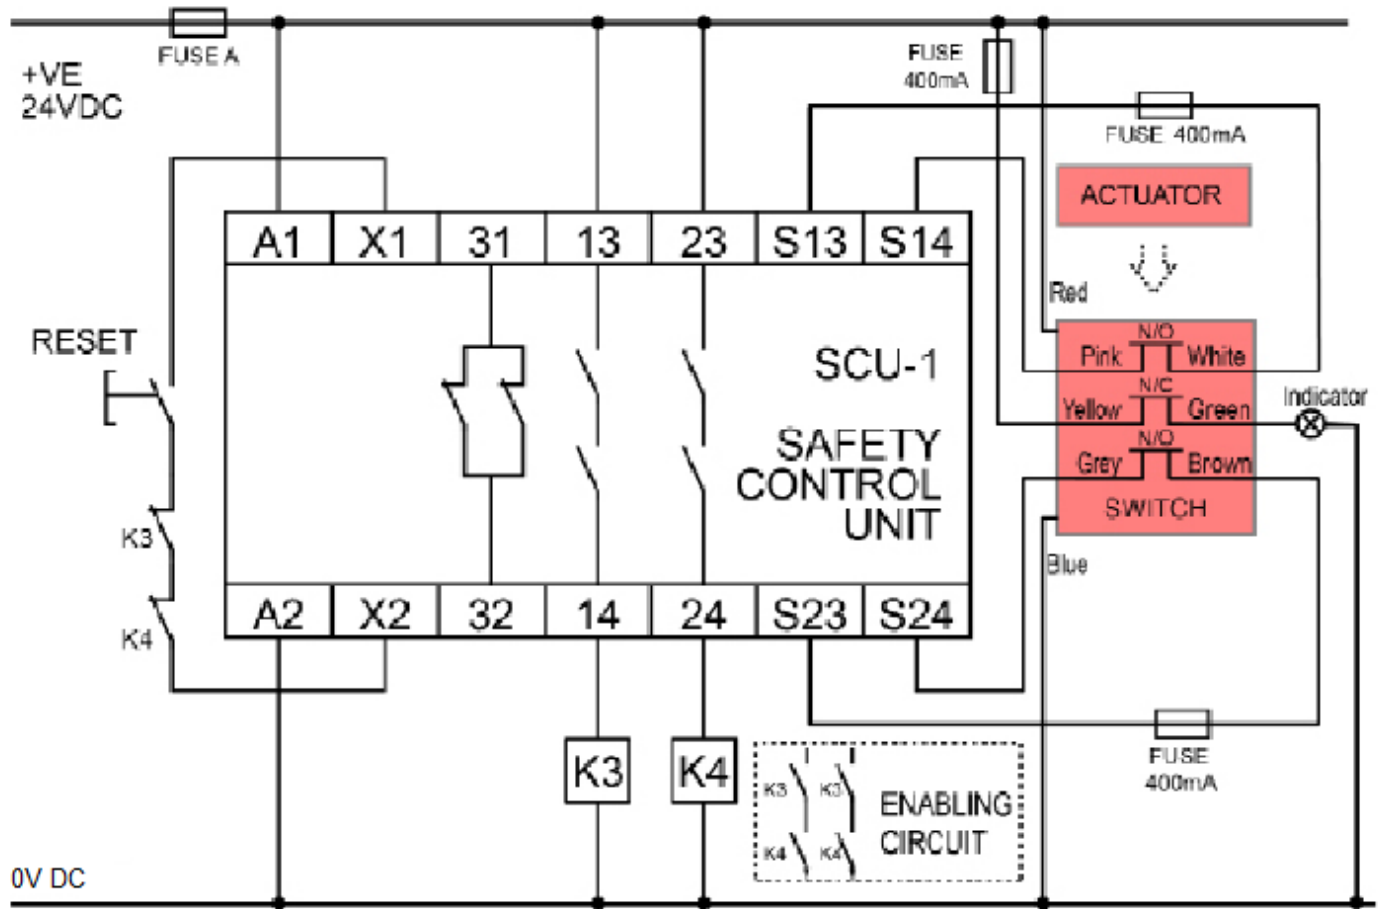 FUSE A
+VE
24VDC
FUSE
400mA
FUSE 400mA
ACTUATOR
A1 X1 31 13 23 S13 S14
Red
RESET
N/O
Pink White
SCU-1
N/C
Yellow Green
Indicator
N/O
Grey Brown
SAFETY
CONTROL
UNIT
SWITCH
K3
Blue
A2 X2 32 14 24 S23 S24
K4
K3 K4
FUSE
400mA
K3 K3
ENABLING
CIRCUIT
K4 K4
0V DC